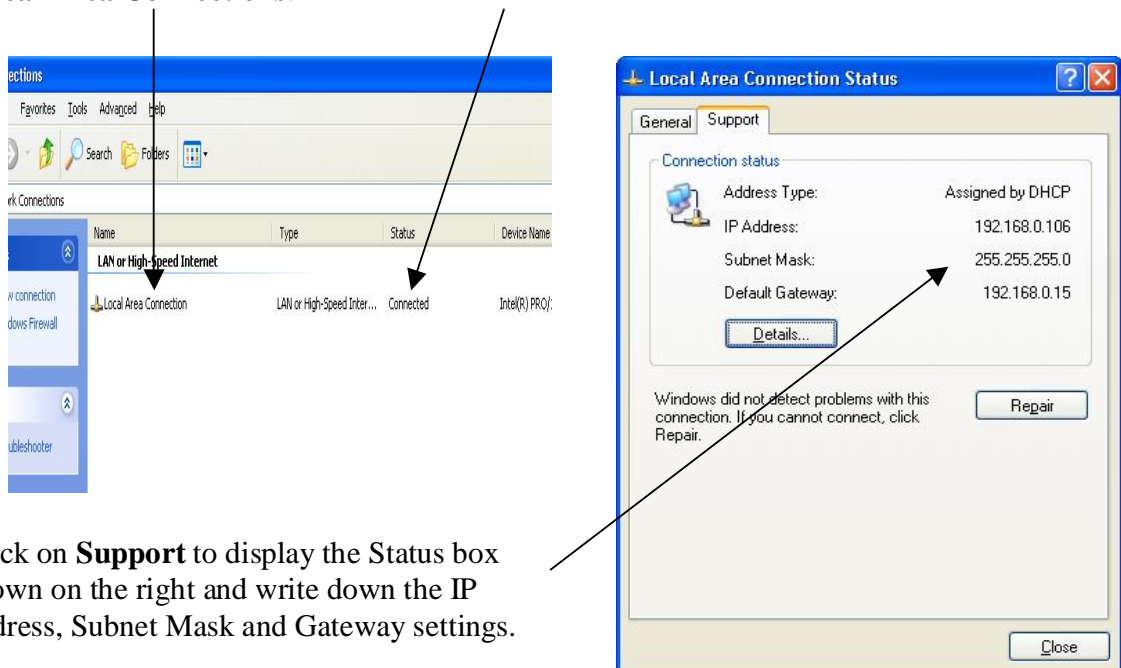 ections
Favorites Tools Advanced Help
Search Folders
rk Connections
Name Type Status Device Name
LAN or High-Speed Internet
Local Area Connection LAN or High-Speed Inter... Connected Intel(R) PRO/
w connection
dows Firewall
ubleshooter
ck on Support to display the Status box
own on the right and write down the IP
dress, Subnet Mask and Gateway settings.
Local Area Connection Status
General Support
Connection status
Address Type: Assigned by DHCP
IP Address: 192.168.0.106
Subnet Mask: 255.255.255.0
Default Gateway: 192.168.0.15
Details...
Windows did not detect problems with this
connection. If you cannot connect, click
Repair.
Repair
Close